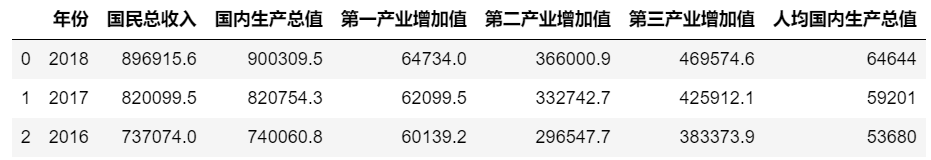 年份 国民总收入 国内生产总值 第一产业增加值 第二产业增加值 第三产业增加值 人均国内生产总值
0 2018 896915.6 900309.5 64734.0 366000.9 469574.6 64644
1 2017 820099.5 820754.3 62099.5 332742.7 425912.1 59201
2 2016 737074.0 740060.8 60139.2 296547.7 383373.9 53680